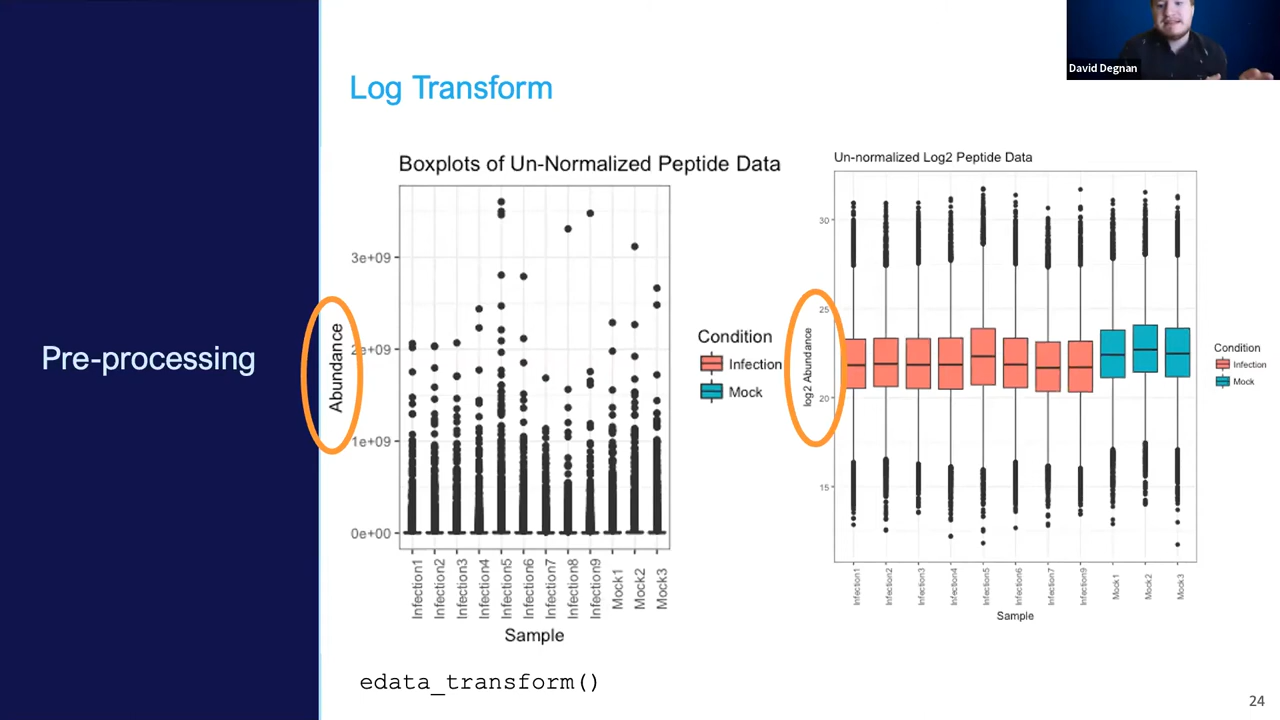 David Degnan
Log Transform
Pre-processing
Boxplots of Un-Normalized Peptide Data
Abundance
3e+09
2e+09
1e+09
0e+00
Infection1
Infection2
Infection3
Infection4
Infection5
Infection6
Infection7
Infection8
Infection9
Mock1
Mock2
Mock3
Sample
Condition
Infection
Mock
Un-normalized Log2 Peptide Data
log2 Abundance
30
25
20
15
Infection1
Infection2
Infection3
Infection4
Infection5
Infection6
Infection7
Infection9
Mock1
Mock2
Mock3
Sample
Condition
Infection
Mock
edata_transform()
24